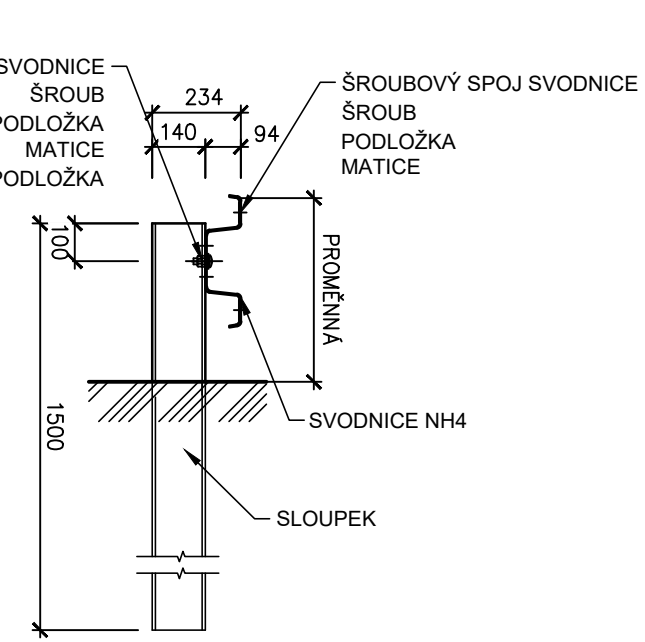 SVODNICE
ŠROUB
PODLOŽKA
MATICE
PODLOŽKA
234
140
94
ŠROUBOVÝ SPOJ SVODNICE
ŠROUB
PODLOŽKA
MATICE
100
PROMĚNNÁ
1500
SVODNICE NH4
SLOUPEK